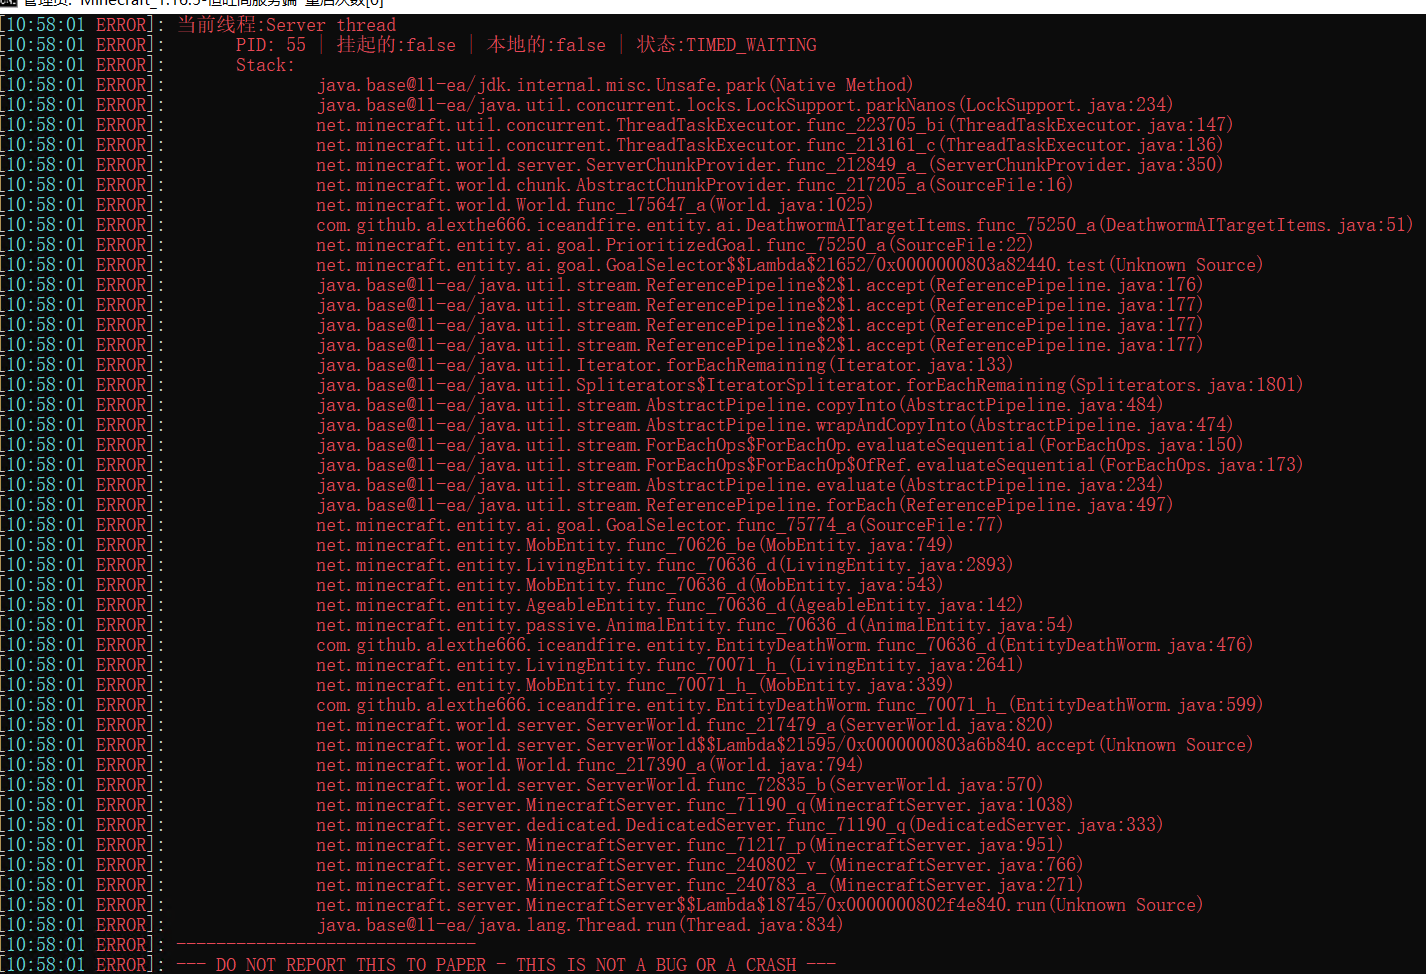 管理员: Minecraft_1.16.5-恒旺同服务端 重启次数[0]
[10:58:01 ERROR]: 当前线程:Server thread
[10:58:01 ERROR]: PID: 55 | 挂起的:false | 本地的:false | 状态:TIMED_WAITING
[10:58:01 ERROR]: Stack:
[10:58:01 ERROR]: java.base@11-ea/jdk.internal.misc.Unsafe.park(Native Method)
[10:58:01 ERROR]: java.base@11-ea/java.util.concurrent.locks.LockSupport.parkNanos(LockSupport.java:234)
[10:58:01 ERROR]: net.minecraft.util.concurrent.ThreadTaskExecutor.func_223705_bi(ThreadTaskExecutor.java:147)
[10:58:01 ERROR]: net.minecraft.util.concurrent.ThreadTaskExecutor.func_213161_c(ThreadTaskExecutor.java:136)
[10:58:01 ERROR]: net.minecraft.world.server.ServerChunkProvider.func_212849_a_(ServerChunkProvider.java:350)
[10:58:01 ERROR]: net.minecraft.world.chunk.AbstractChunkProvider.func_217205_a(SourceFile:16)
[10:58:01 ERROR]: net.minecraft.world.World.func_175647_a(World.java:1025)
[10:58:01 ERROR]: com.github.alexthe666.iceandfire.entity.ai.DeathwormAITargetItems.func_75250_a(DeathwormAITargetItems.java:51)
[10:58:01 ERROR]: net.minecraft.entity.ai.goal.PrioritizedGoal.func_75250_a(SourceFile:22)
[10:58:01 ERROR]: net.minecraft.entity.ai.goal.GoalSelector$$Lambda$21652/0x0000000803a82440.test(Unknown Source)
[10:58:01 ERROR]: java.base@11-ea/java.util.stream.ReferencePipeline$2$1.accept(ReferencePipeline.java:176)
[10:58:01 ERROR]: java.base@11-ea/java.util.stream.ReferencePipeline$2$1.accept(ReferencePipeline.java:177)
[10:58:01 ERROR]: java.base@11-ea/java.util.stream.ReferencePipeline$2$1.accept(ReferencePipeline.java:177)
[10:58:01 ERROR]: java.base@11-ea/java.util.stream.ReferencePipeline$2$1.accept(ReferencePipeline.java:177)
[10:58:01 ERROR]: java.base@11-ea/java.util.Iterator.forEachRemaining(Iterator.java:133)
[10:58:01 ERROR]: java.base@11-ea/java.util.Spliterators$IteratorSpliterator.forEachRemaining(Spliterators.java:1801)
[10:58:01 ERROR]: java.base@11-ea/java.util.stream.AbstractPipeline.copyInto(AbstractPipeline.java:484)
[10:58:01 ERROR]: java.base@11-ea/java.util.stream.AbstractPipeline.wrapAndCopyInto(AbstractPipeline.java:474)
[10:58:01 ERROR]: java.base@11-ea/java.util.stream.ForEachOps$ForEachOp.evaluateSequential(ForEachOps.java:150)
[10:58:01 ERROR]: java.base@11-ea/java.util.stream.ForEachOps$ForEachOp$OfRef.evaluateSequential(ForEachOps.java:173)
[10:58:01 ERROR]: java.base@11-ea/java.util.stream.AbstractPipeline.evaluate(AbstractPipeline.java:234)
[10:58:01 ERROR]: java.base@11-ea/java.util.stream.ReferencePipeline.forEach(ReferencePipeline.java:497)
[10:58:01 ERROR]: net.minecraft.entity.ai.goal.GoalSelector.func_75774_a(SourceFile:77)
[10:58:01 ERROR]: net.minecraft.entity.MobEntity.func_70626_be(MobEntity.java:749)
[10:58:01 ERROR]: net.minecraft.entity.LivingEntity.func_70636_d(LivingEntity.java:2893)
[10:58:01 ERROR]: net.minecraft.entity.MobEntity.func_70636_d(MobEntity.java:543)
[10:58:01 ERROR]: net.minecraft.entity.AgeableEntity.func_70636_d(AgeableEntity.java:142)
[10:58:01 ERROR]: net.minecraft.entity.passive.AnimalEntity.func_70636_d(AnimalEntity.java:54)
[10:58:01 ERROR]: com.github.alexthe666.iceandfire.entity.EntityDeathWorm.func_70636_d(EntityDeathWorm.java:476)
[10:58:01 ERROR]: net.minecraft.entity.LivingEntity.func_70071_h_(LivingEntity.java:2641)
[10:58:01 ERROR]: net.minecraft.entity.MobEntity.func_70071_h_(MobEntity.java:339)
[10:58:01 ERROR]: com.github.alexthe666.iceandfire.entity.EntityDeathWorm.func_70071_h_(EntityDeathWorm.java:599)
[10:58:01 ERROR]: net.minecraft.world.server.ServerWorld.func_217479_a(ServerWorld.java:820)
[10:58:01 ERROR]: net.minecraft.world.server.ServerWorld$$Lambda$21595/0x0000000803a6b840.accept(Unknown Source)
[10:58:01 ERROR]: net.minecraft.world.World.func_217390_a(World.java:794)
[10:58:01 ERROR]: net.minecraft.world.server.ServerWorld.func_72835_b(ServerWorld.java:570)
[10:58:01 ERROR]: net.minecraft.server.MinecraftServer.func_71190_q(MinecraftServer.java:1038)
[10:58:01 ERROR]: net.minecraft.server.dedicated.DedicatedServer.func_71190_q(DedicatedServer.java:333)
[10:58:01 ERROR]: net.minecraft.server.MinecraftServer.func_71217_p(MinecraftServer.java:951)
[10:58:01 ERROR]: net.minecraft.server.MinecraftServer.func_240802_v_(MinecraftServer.java:766)
[10:58:01 ERROR]: net.minecraft.server.MinecraftServer.func_240783_a_(MinecraftServer.java:271)
[10:58:01 ERROR]: net.minecraft.server.MinecraftServer$$Lambda$18745/0x0000000802f4e840.run(Unknown Source)
[10:58:01 ERROR]: java.base@11-ea/java.lang.Thread.run(Thread.java:834)
[10:58:01 ERROR]: ------------------------------
[10:58:01 ERROR]: --- DO NOT REPORT THIS TO PAPER - THIS IS NOT A BUG OR A CRASH ---